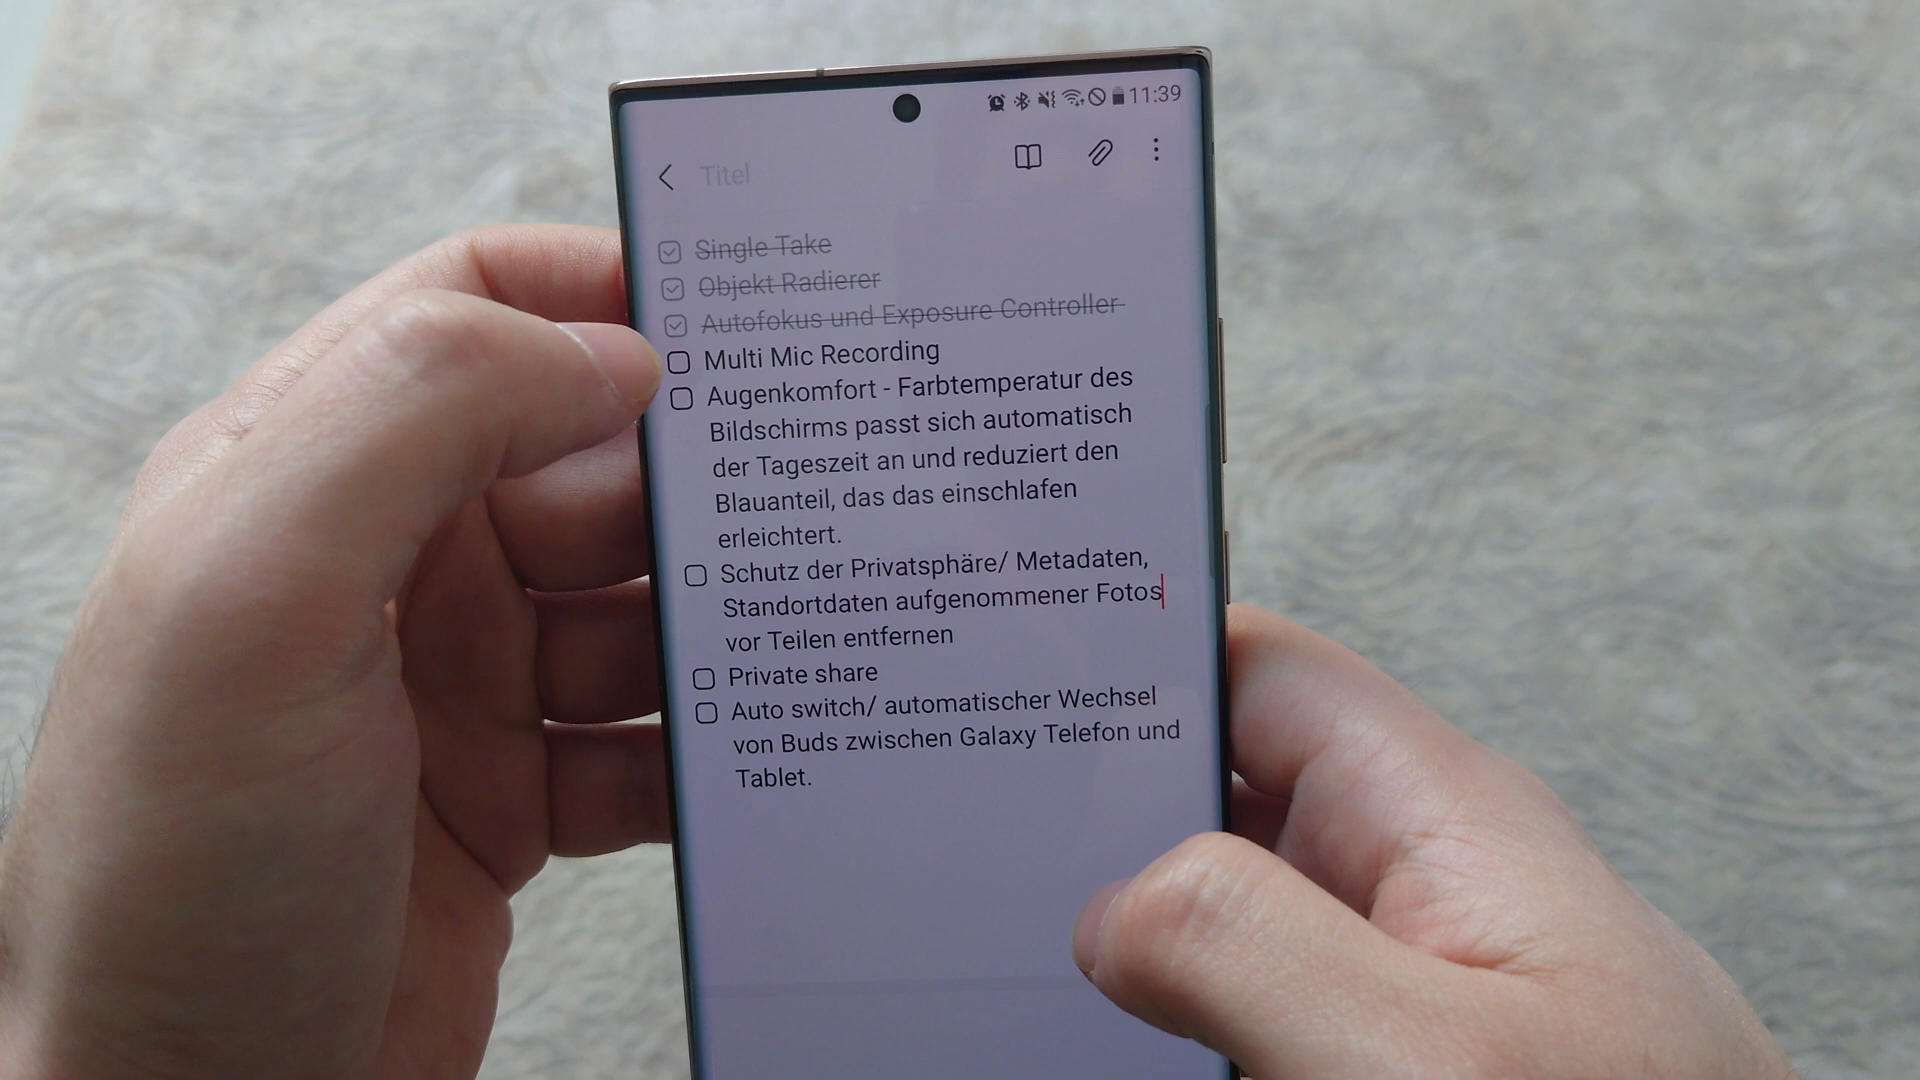 11:39
Titel
Single Take
Objekt Radierer
Autofokus und Exposure Controller
Multi Mic Recording
Augenkomfort - Farbtemperatur des
Bildschirms passt sich automatisch
der Tageszeit an und reduziert den
Blauanteil, das das einschlafen
erleichtert.
Schutz der Privatsphäre/ Metadaten,
Standortdaten aufgenommener Fotos
vor Teilen entfernen
Private share
Auto switch/ automatischer Wechsel
von Buds zwischen Galaxy Telefon und
Tablet.